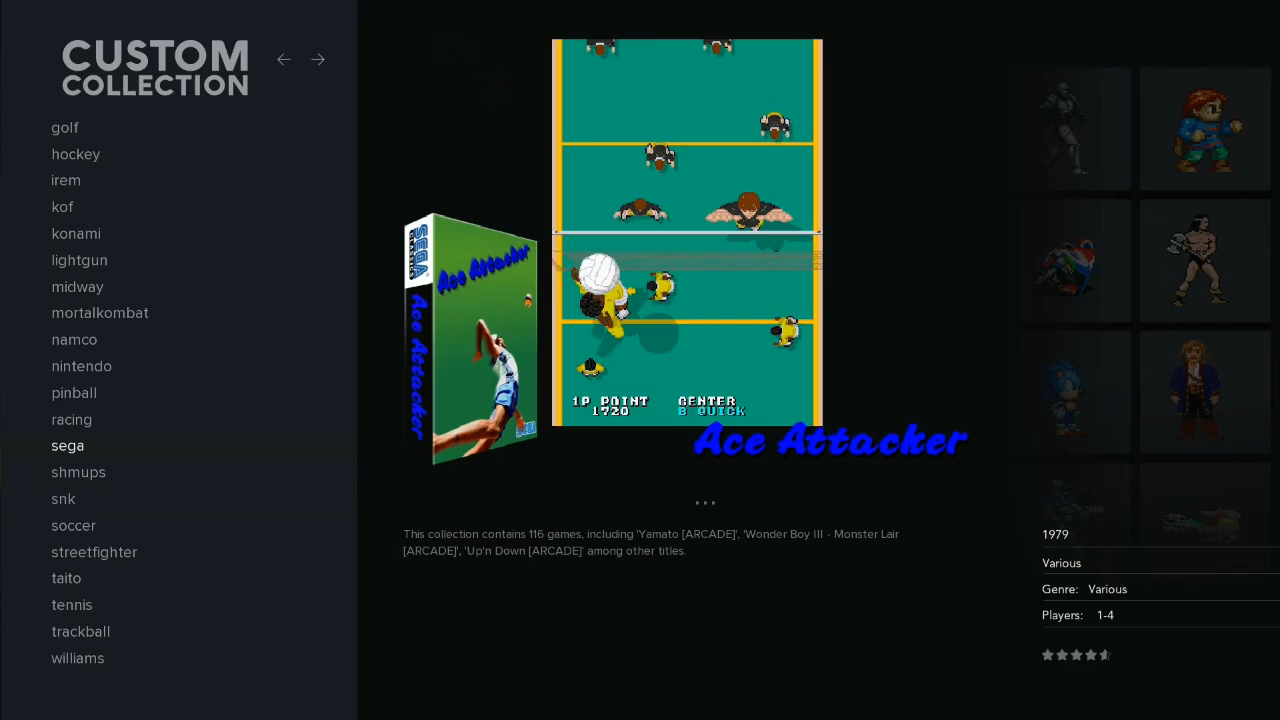 CUSTOM
COLLECTION
golf
hockey
irem
kof
konami
lightgun
midway
mortalkombat
namco
nintendo
pinball
racing
sega
shmups
snk
soccer
streetfighter
taito
tennis
trackball
williams
SEGA
Ace Attacker
Ace Attacker
SEGA
1P POINT
1720
CENTER
B QUICK
Ace Attacker
...
This collection contains 116 games, including 'Yamato [ARCADE]', 'Wonder Boy III - Monster Lair
[ARCADE]', 'Up'n Down [ARCADE]' among other titles.
1979
Various
Genre: Various
Players: 1-4